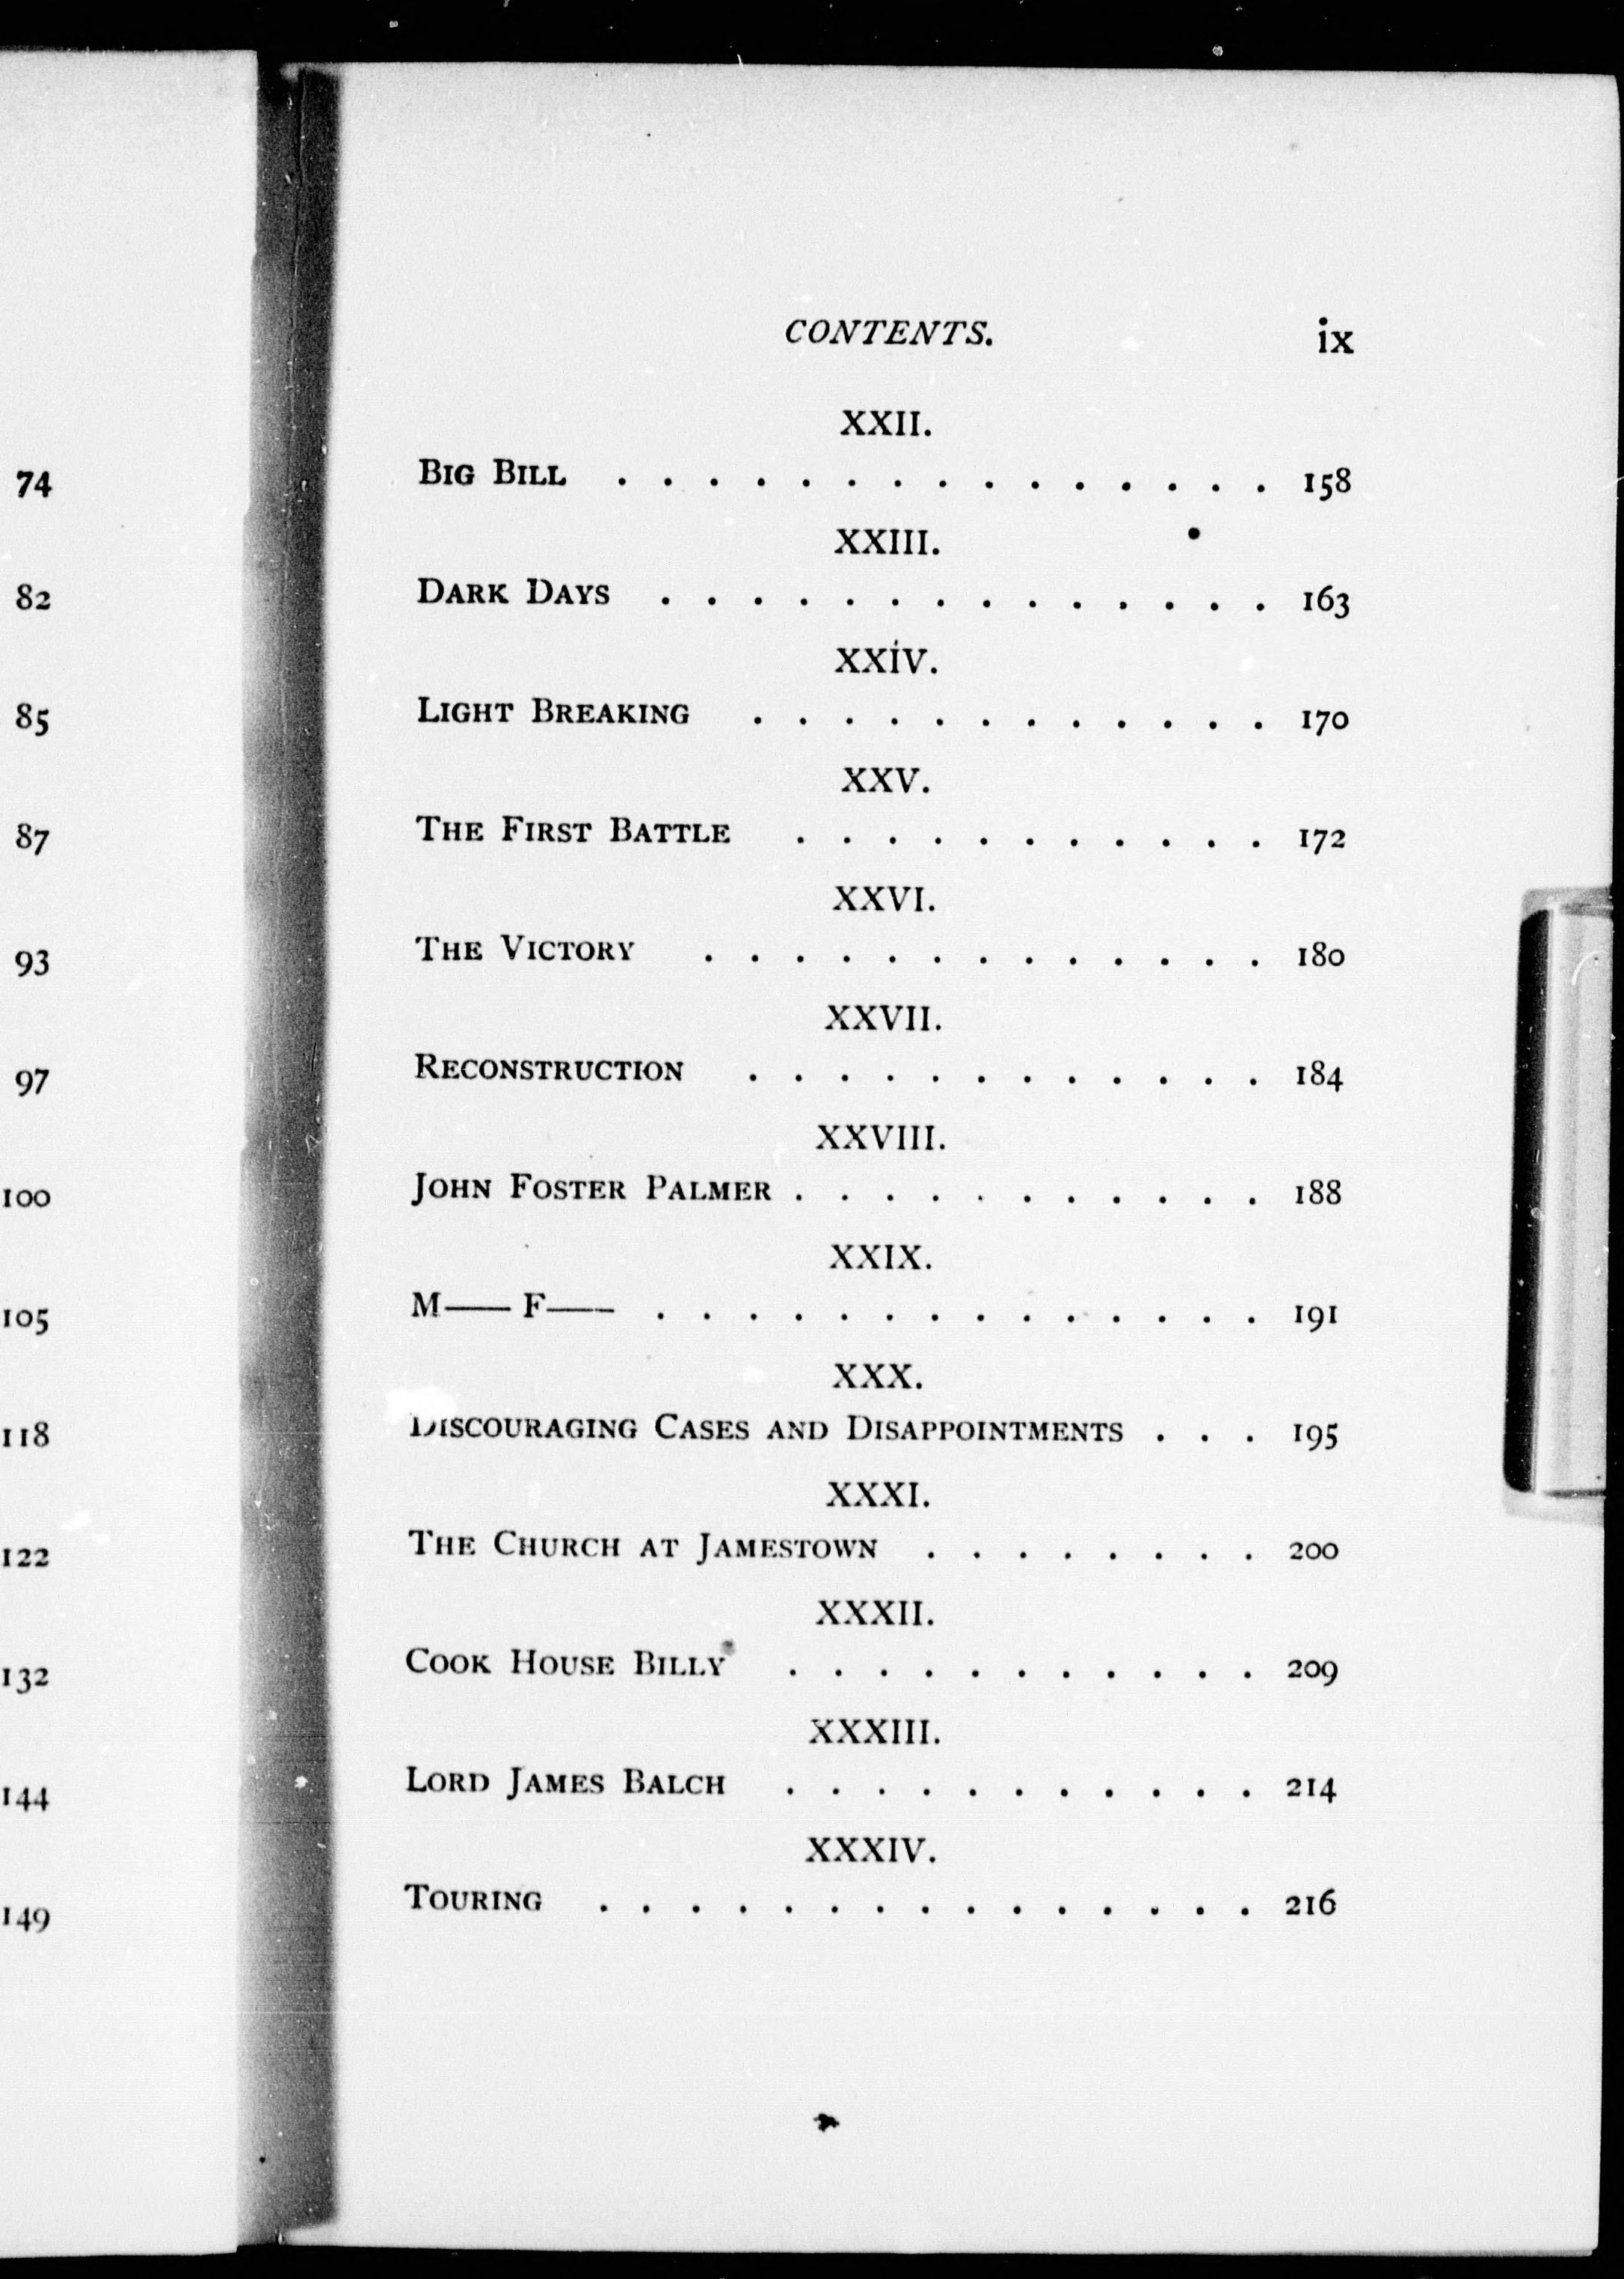 74
82
85
87
93
97
100
105
118
122
132
144
149
CONTENTS. ix
XXII.
BIG BILL . . . . . . . . . . . . . . . 158
XXIII.
DARK DAYS . . . . . . . . . . . . . . 163
XXIV.
LIGHT BREAKING . . . . . . . . . . . . 170
XXV.
THE FIRST BATTLE . . . . . . . . . . . 172
XXVI.
THE VICTORY . . . . . . . . . . . . . 180
XXVII.
RECONSTRUCTION . . . . . . . . . . . . 184
XXVIII.
JOHN FOSTER PALMER . . . . . . . . . . . 188
XXIX.
M—— F—— . . . . . . . . . . . . . . 191
XXX.
DISCOURAGING CASES AND DISAPPOINTMENTS . . . 195
XXXI.
THE CHURCH AT JAMESTOWN . . . . . . . . 200
XXXII.
COOK HOUSE BILLY . . . . . . . . . . . 209
XXXIII.
LORD JAMES BALCH . . . . . . . . . . . 214
XXXIV.
TOURING . . . . . . . . . . . . . . . 216